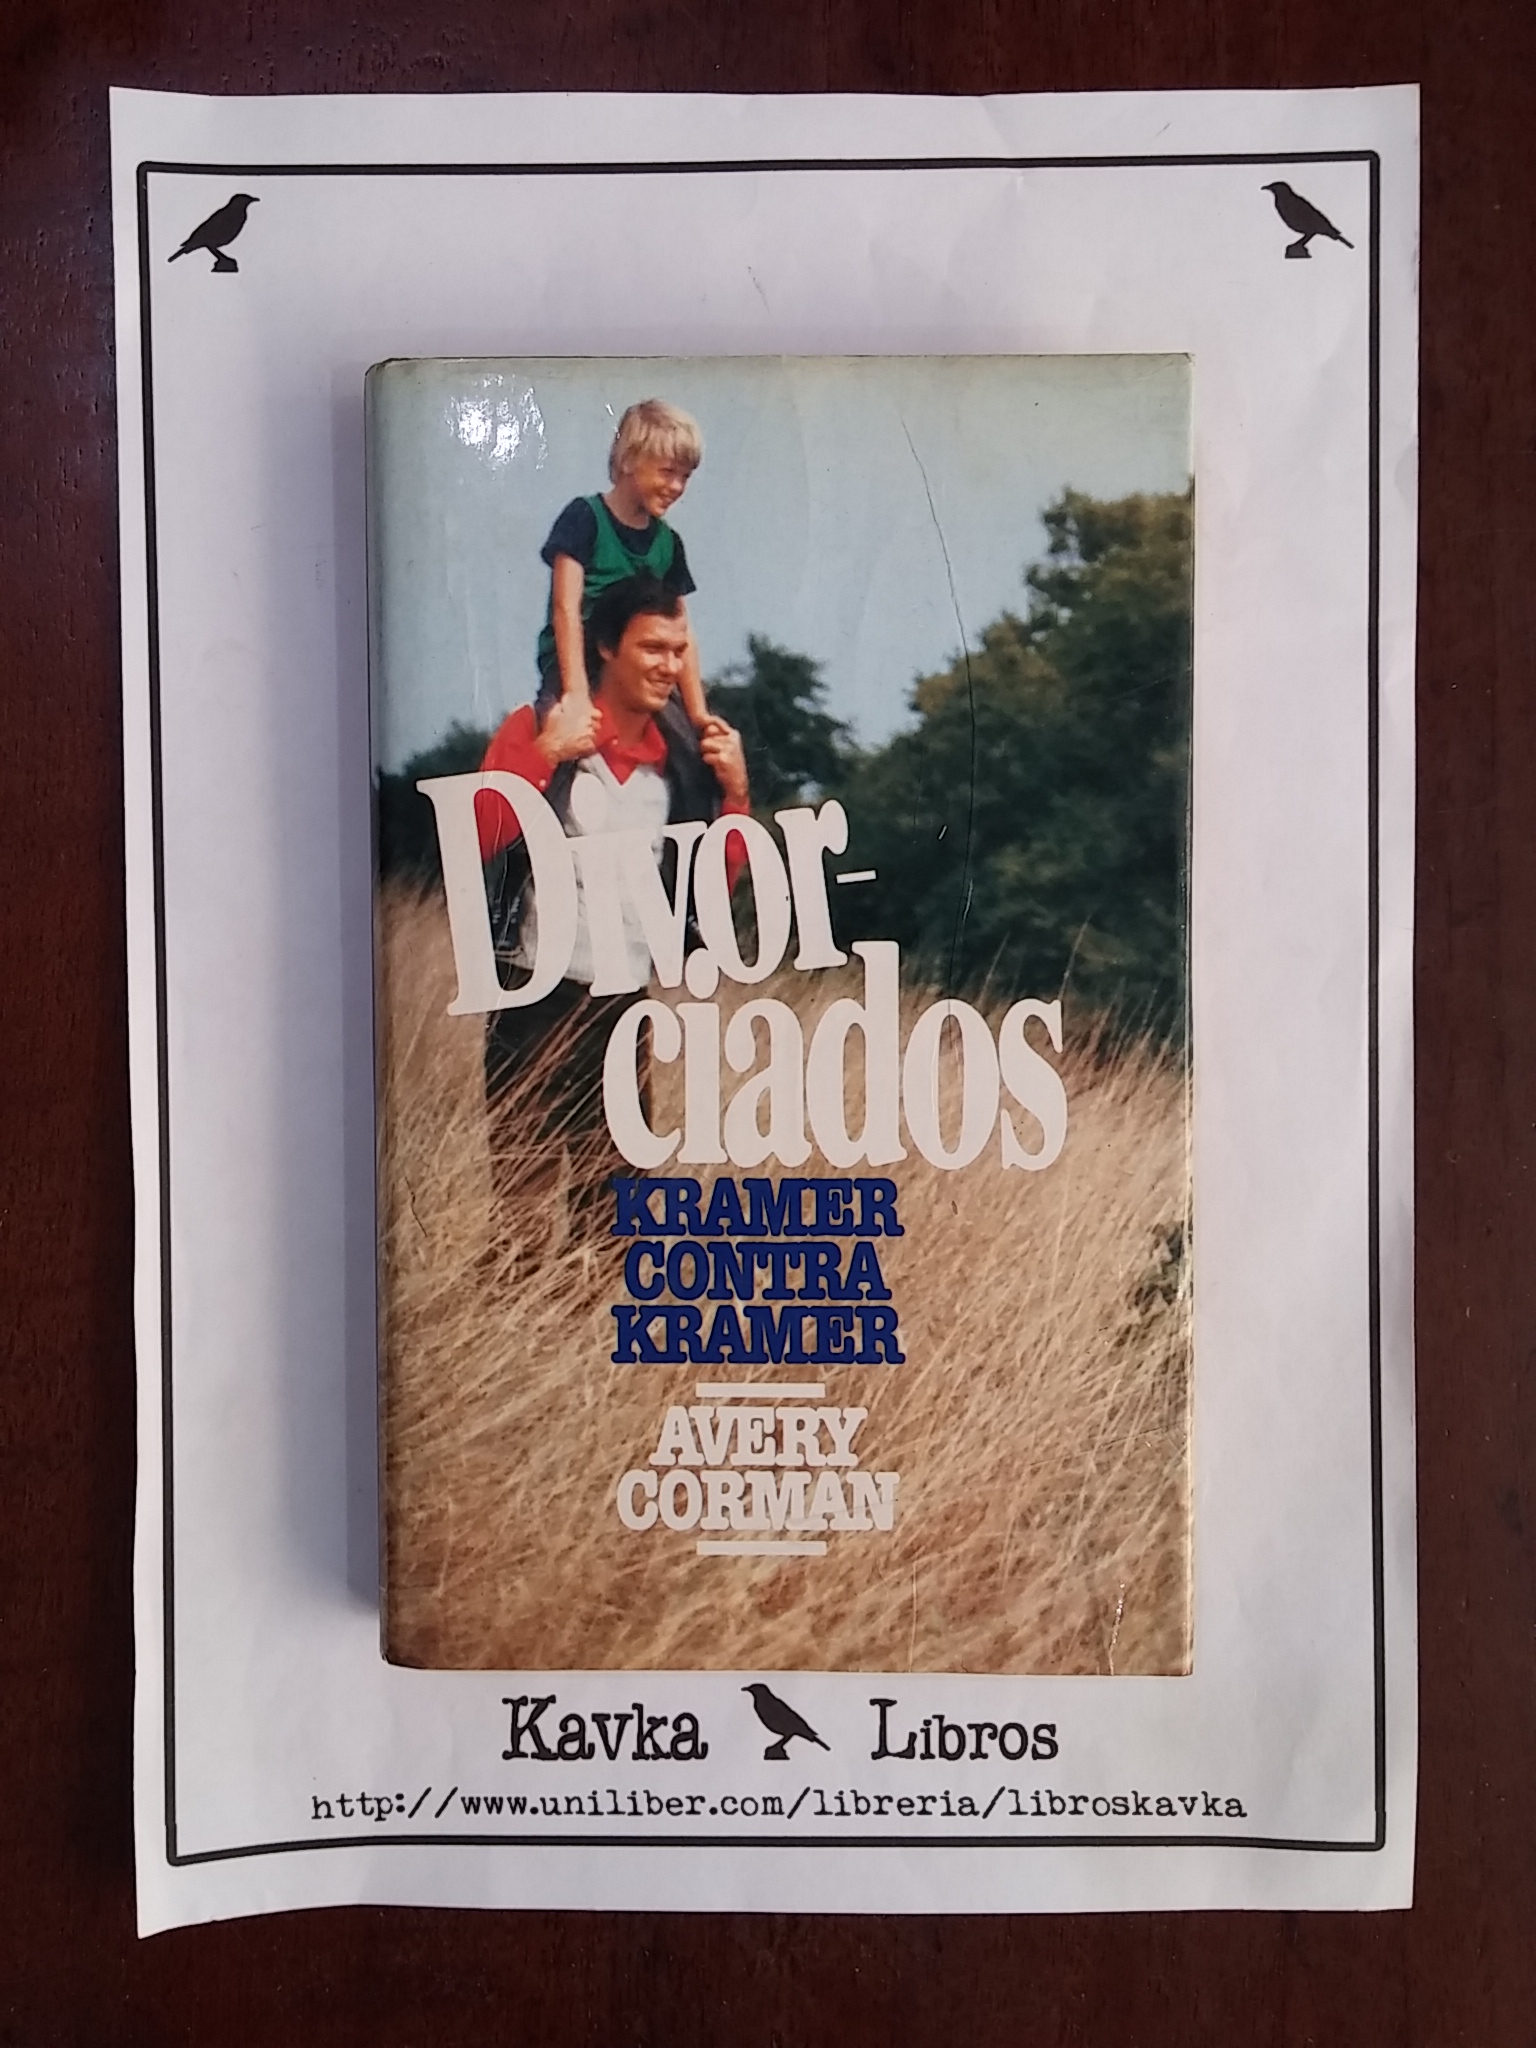 Divor-
ciados
KRAMER
CONTRA
KRAMER
AVERY
CORMAN
Kavka Libros
http://www.uniliber.com/libreria/libroskavka